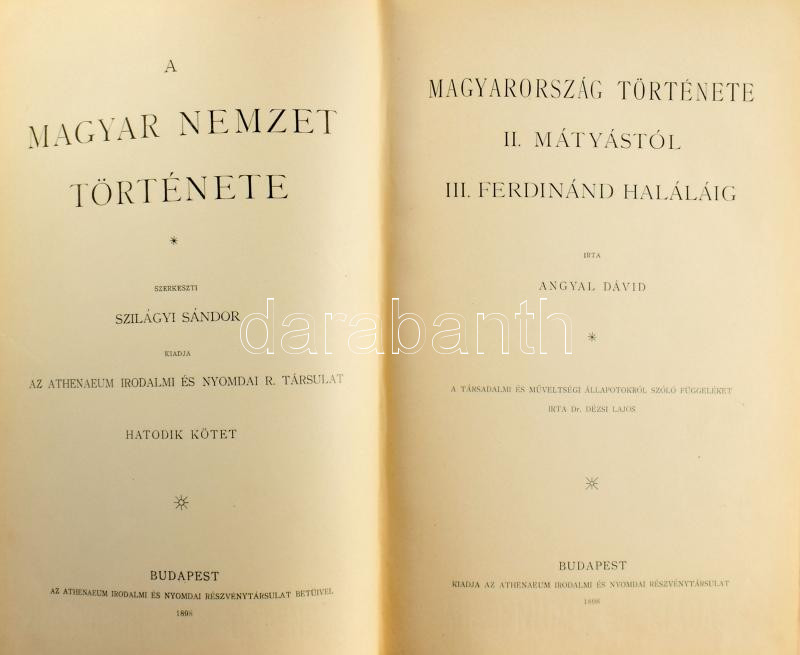 A
MAGYAR NEMZET
TÖRTÉNETE
SZERKESZTI
SZILÁGYI SÁNDOR
KIADJA
AZ ATHENAEUM IRODALMI ÉS NYOMDAI R. TÁRSULAT
HATODIK KÖTET
BUDAPEST
AZ ATHENAEUM IRODALMI ÉS NYOMDAI RÉSZVÉNYTÁRSULAT BETŰIVEL
1898
MAGYARORSZÁG TÖRTÉNETE
II. MÁTYÁSTÓL
III. FERDINÁND HALÁLÁIG
IRTA
ANGYAL DÁVID
A TÁRSADALMI ÉS MŰVELTSÉGI ÁLLAPOTOKRÓL SZÓLÓ FÜGGELÉKET
IRTA Dr. DÉZSI LAJOS
BUDAPEST
KIADJA AZ ATHENAEUM IRODALMI ÉS NYOMDAI RÉSZVÉNYTÁRSULAT
1898
darabanth